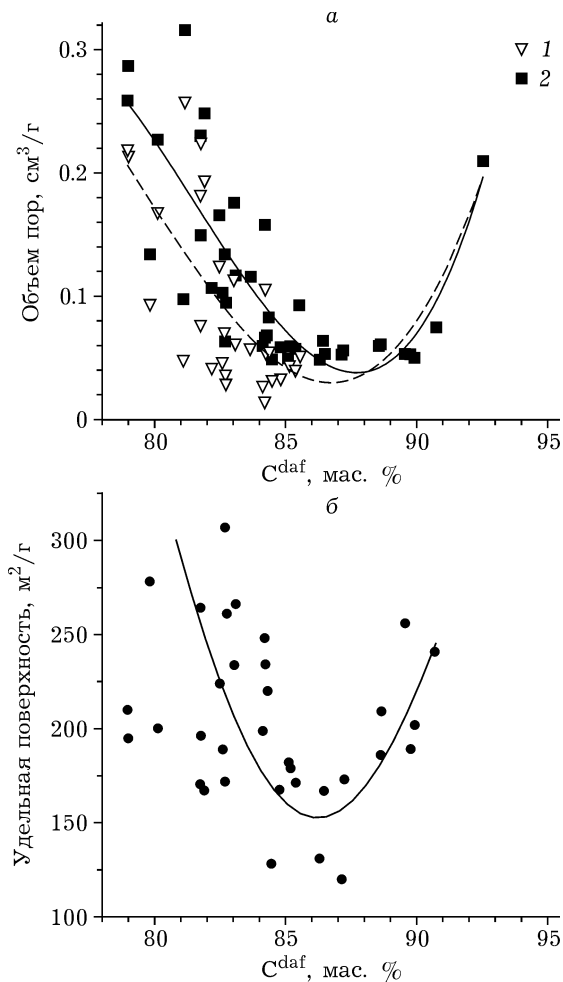 а
0.3
0.2
0.1
0
Объем пор, см³/г
1
2
80 85 90 95
Cᵈᵃᶠ, мас. %
б
300
250
200
150
100
Удельная поверхность, м²/г
80 85 90 95
Cᵈᵃᶠ, мас. %